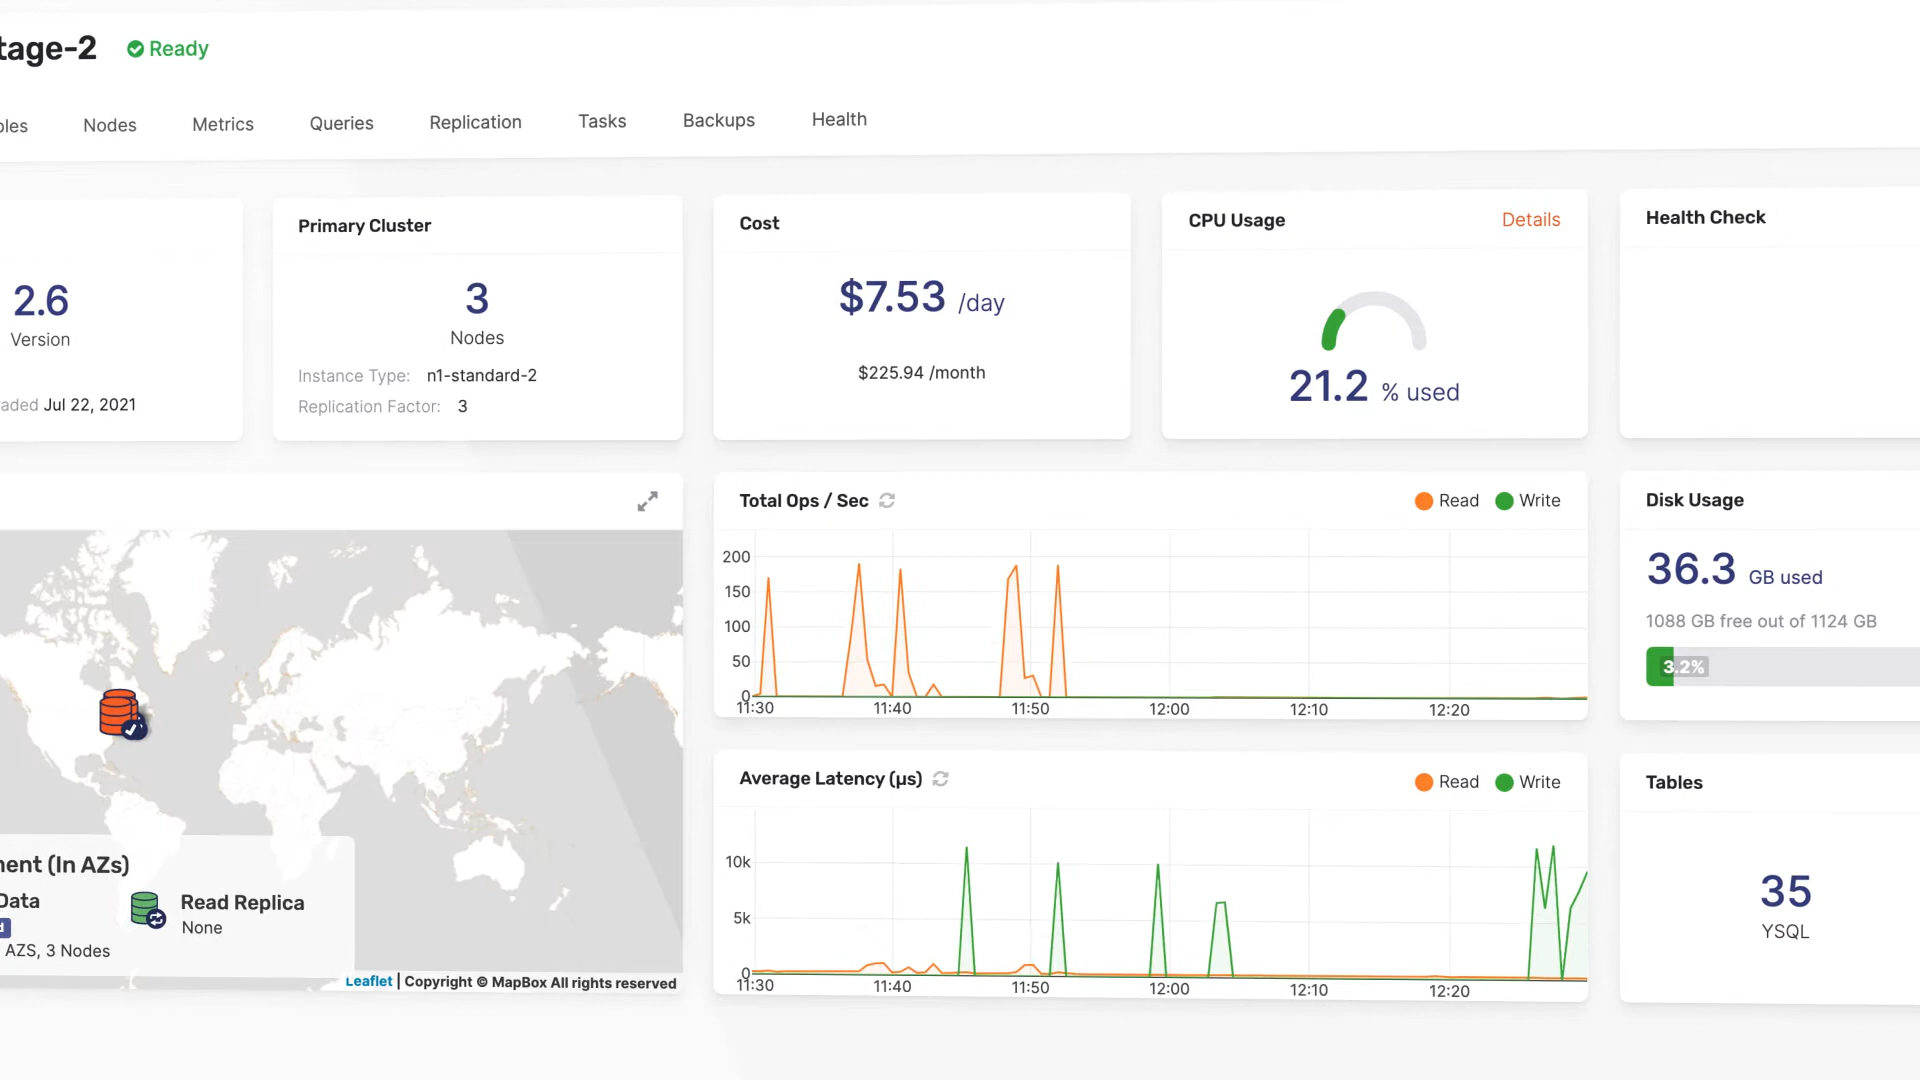 tage-2
Ready
Nodes
Metrics
Queries
Replication
Tasks
Backups
Health
2.6
Version
Jul 22, 2021
Primary Cluster
3
Nodes
Instance Type: n1-standard-2
Replication Factor: 3
Cost
$7.53 /day
$225.94 /month
CPU Usage
Details
21.2 % used
Health Check
Total Ops / Sec
Read
Write
200
150
100
50
0
11:30
11:40
11:50
12:00
12:10
12:20
Disk Usage
36.3 GB used
1088 GB free out of 1124 GB
3.2%
Average Latency (µs)
Read
Write
10k
5k
0
11:30
11:40
11:50
12:00
12:10
12:20
Tables
35
YSQL
(In AZs)
Data
AZS, 3 Nodes
Read Replica
None
Leaflet | Copyright © MapBox All rights reserved